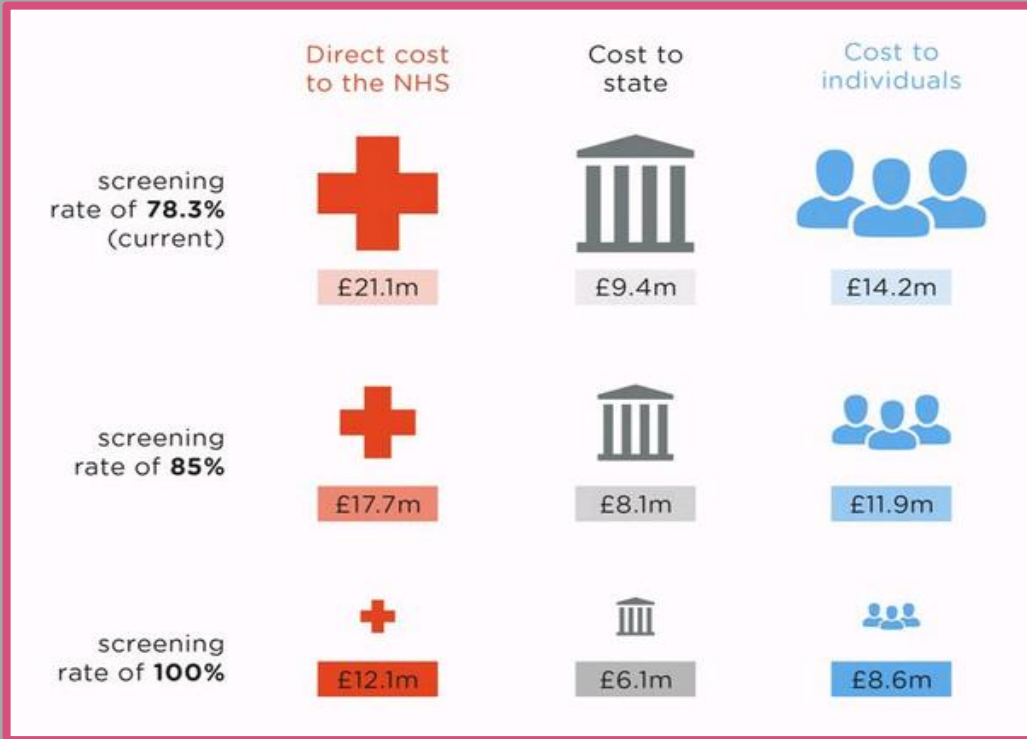 Direct cost
to the NHS
Cost to
state
Cost to
individuals
screening
rate of 78.3%
(current)
£21.1m
£9.4m
£14.2m
screening
rate of 85%
£17.7m
£8.1m
£11.9m
screening
rate of 100%
£12.1m
£6.1m
£8.6m